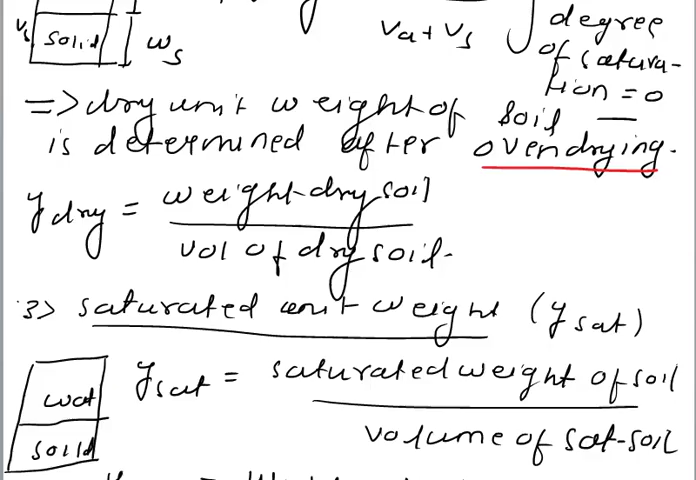 Vs solid Ws
Va + Vs
degree
of satura-
tion = 0
=> dry unit weight of soil
is determined after ovendrying.
γdry = weight dry soil
vol of dry soil.
3> saturated unit weight (γsat)
wat
solid
γsat = saturated weight of soil
volume of sat-soil